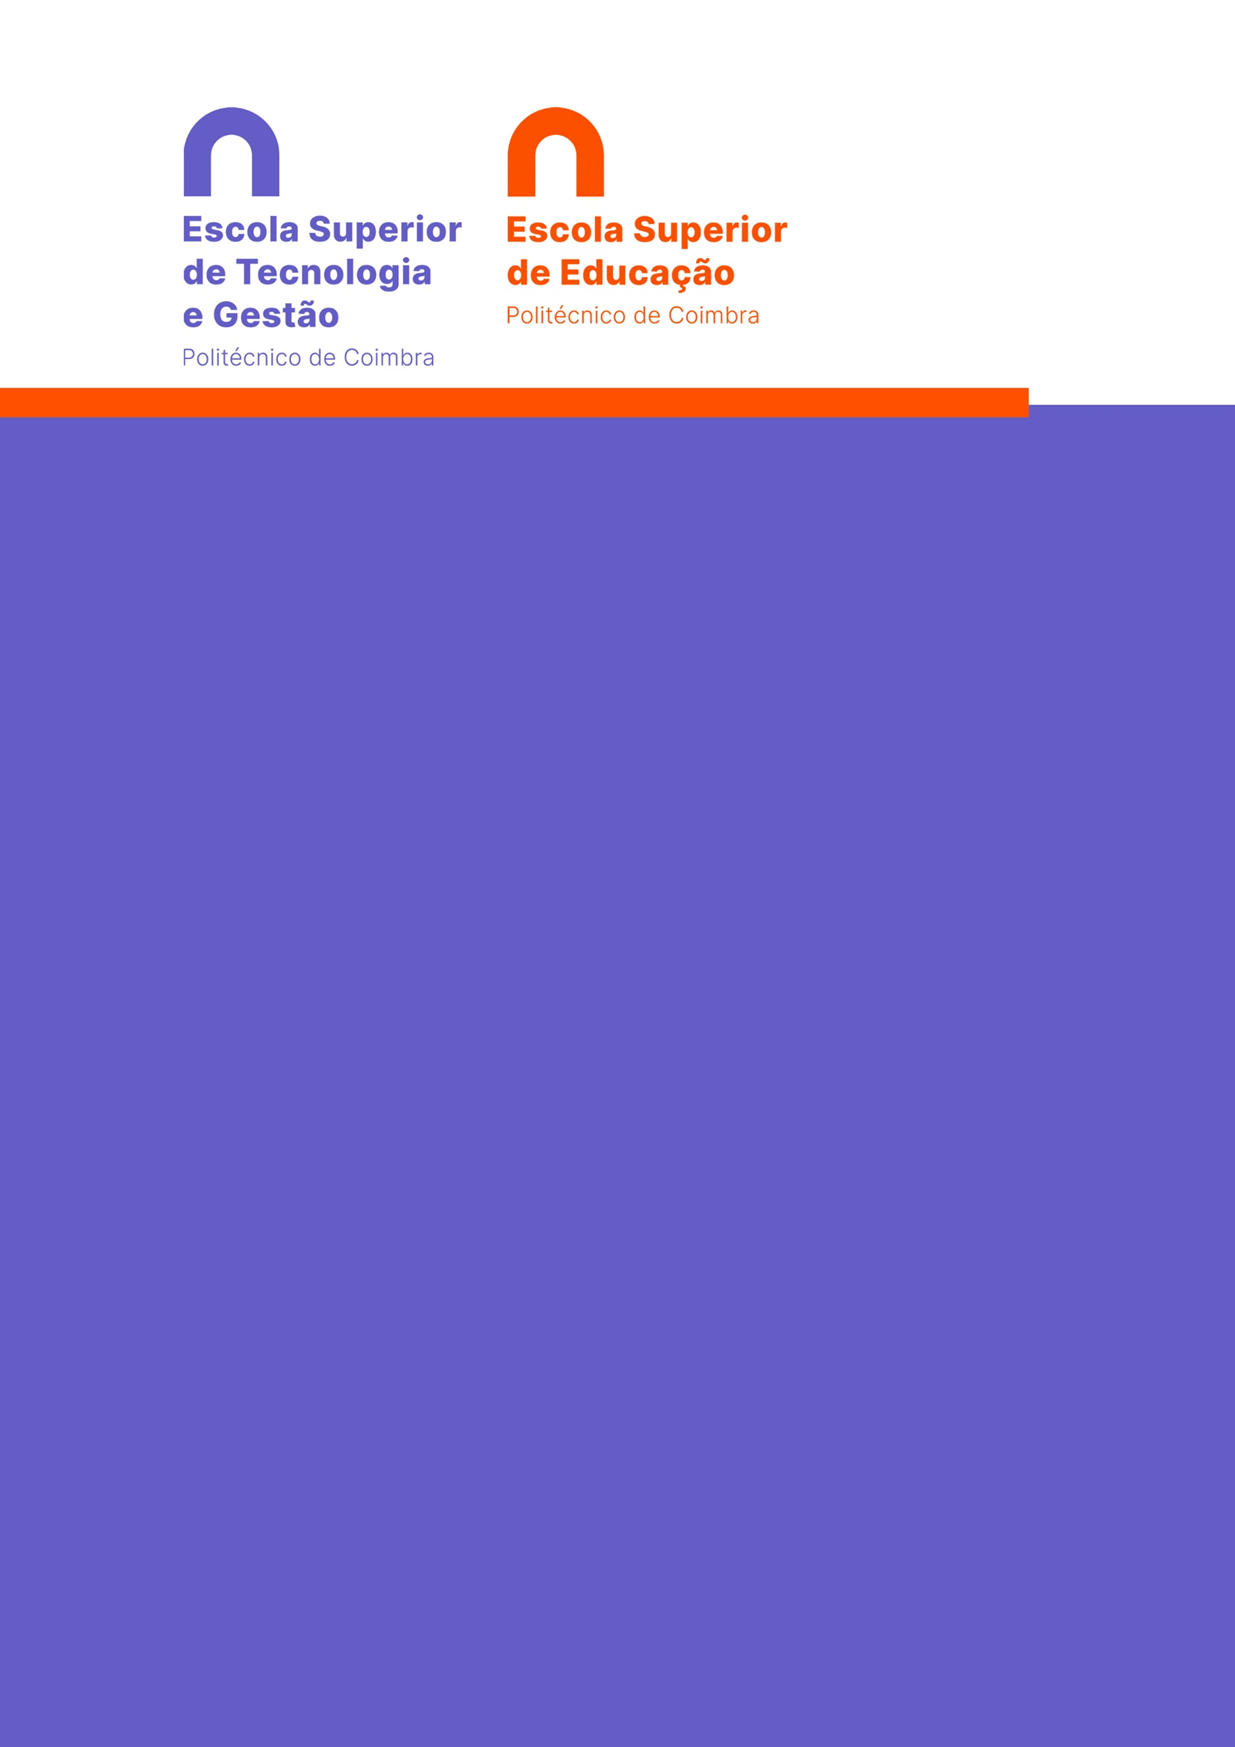 Escola Superior
de Tecnologia
e Gestão
Politécnico de Coimbra
Escola Superior
de Educação
Politécnico de Coimbra